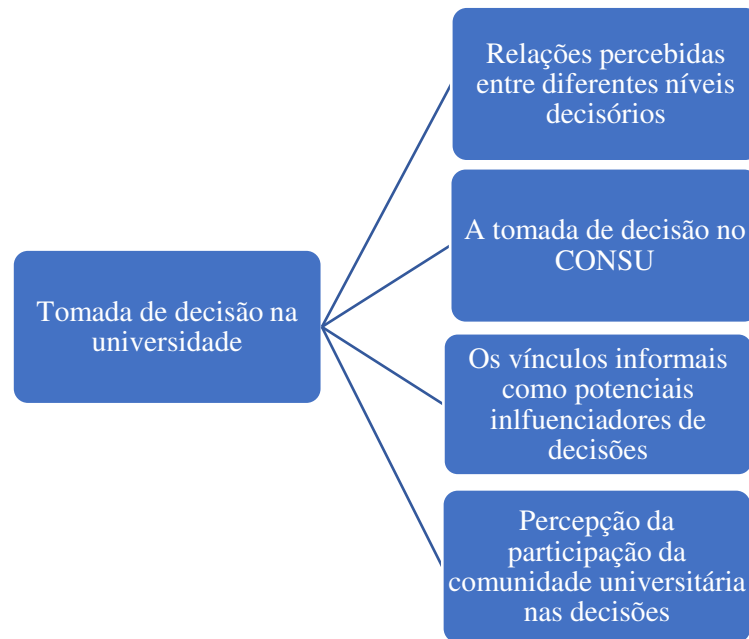 Relações percebidas
entre diferentes níveis
decisórios
A tomada de decisão no
CONSU
Tomada de decisão na
universidade
Os vínculos informais
como potenciais
inlfuenciadores de
decisões
Percepção da
participação da
comunidade universitária
nas decisões